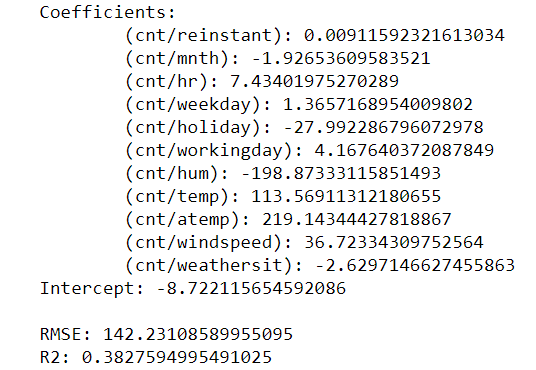 Coefficients:
(cnt/reinstant): 0.00911592321613034
(cnt/mnth): -1.92653609583521
(cnt/hr): 7.43401975270289
(cnt/weekday): 1.3657168954009802
(cnt/holiday): -27.992286796072978
(cnt/workingday): 4.167640372087849
(cnt/hum): -198.87333115851493
(cnt/temp): 113.56911312180655
(cnt/atemp): 219.14344427818867
(cnt/windspeed): 36.72334309752564
(cnt/weathersit): -2.6297146627455863
Intercept: -8.722115654592086
RMSE: 142.23108589955095
R2: 0.3827594995491025